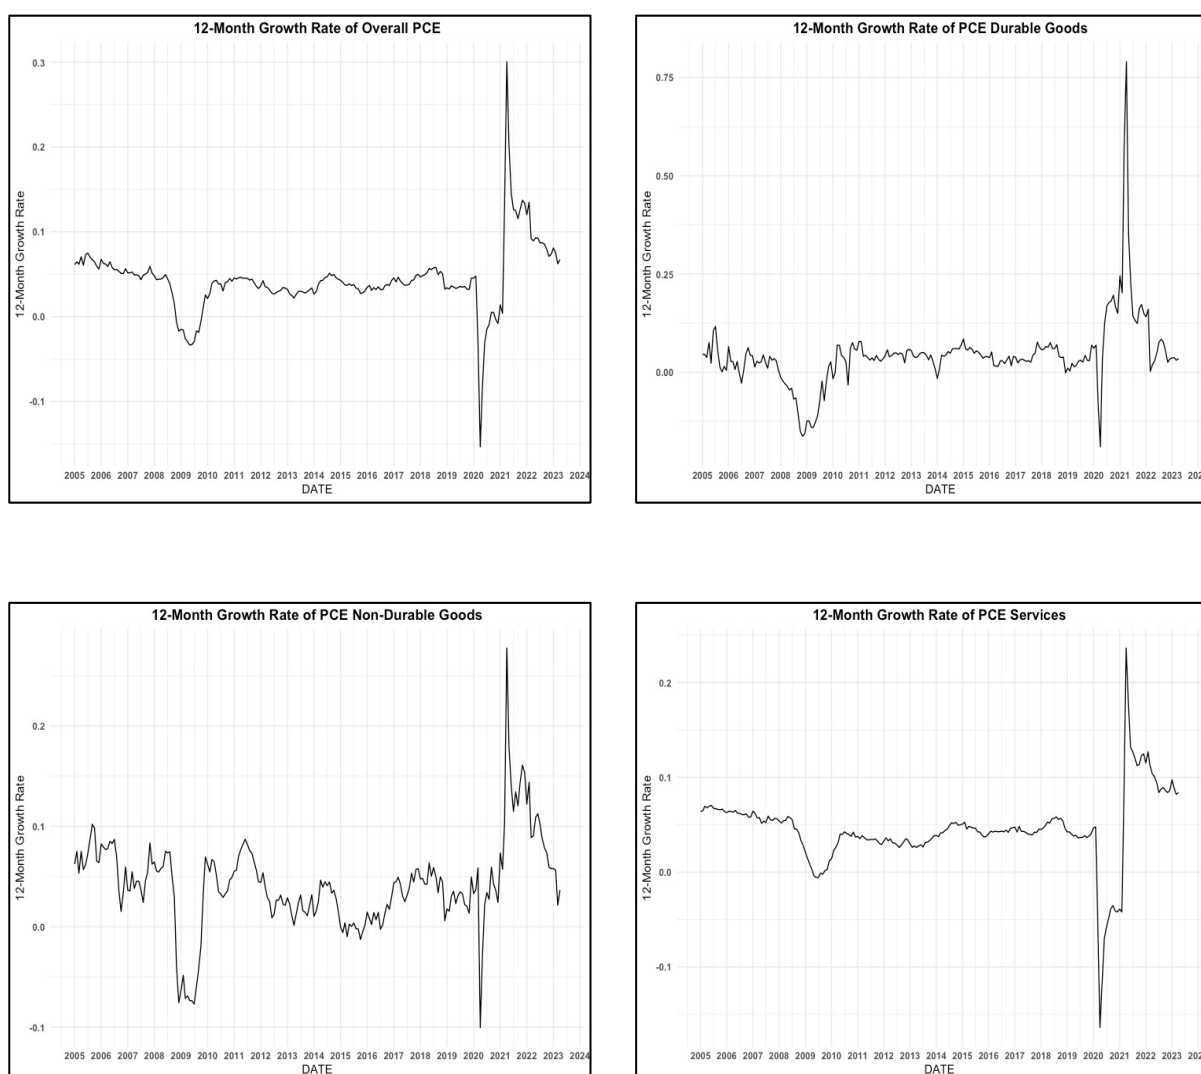 12-Month Growth Rate of Overall PCE
12-Month Growth Rate
0.3
0.2
0.1
0.0
-0.1
2005 2006 2007 2008 2009 2010 2011 2012 2013 2014 2015 2016 2017 2018 2019 2020 2021 2022 2023 2024
DATE
12-Month Growth Rate of PCE Durable Goods
12-Month Growth Rate
0.75
0.50
0.25
0.00
2005 2006 2007 2008 2009 2010 2011 2012 2013 2014 2015 2016 2017 2018 2019 2020 2021 2022 2023 202
DATE
12-Month Growth Rate of PCE Non-Durable Goods
12-Month Growth Rate
0.2
0.1
0.0
-0.1
2005 2006 2007 2008 2009 2010 2011 2012 2013 2014 2015 2016 2017 2018 2019 2020 2021 2022 2023 2024
DATE
12-Month Growth Rate of PCE Services
12-Month Growth Rate
0.2
0.1
0.0
-0.1
2005 2006 2007 2008 2009 2010 2011 2012 2013 2014 2015 2016 2017 2018 2019 2020 2021 2022 2023 202
DATE